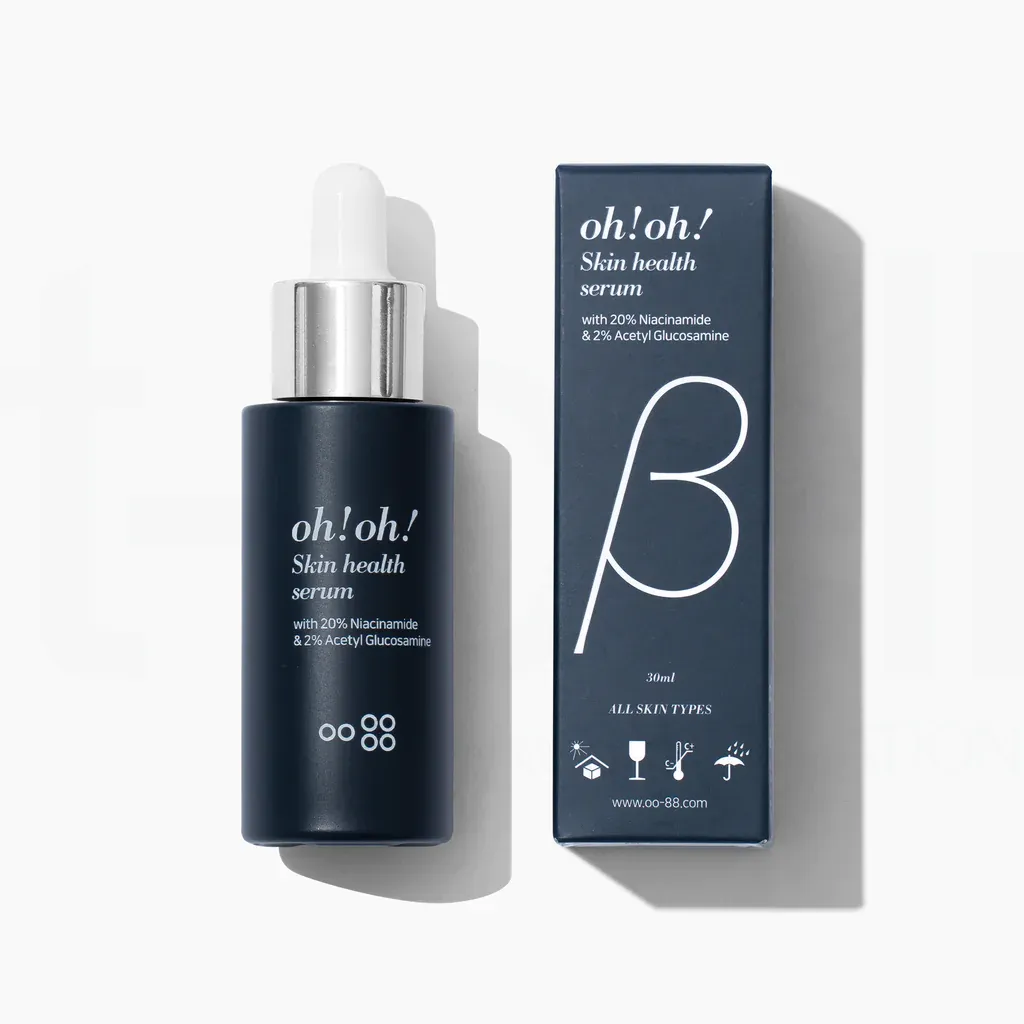 oh! oh!
Skin health
serum
with 20% Niacinamide
& 2% Acetyl Glucosamine
oo88
oh! oh!
Skin health
serum
with 20% Niacinamide
& 2% Acetyl Glucosamine
β
30ml
ALL SKIN TYPES
C+
C-
www.oo-88.com